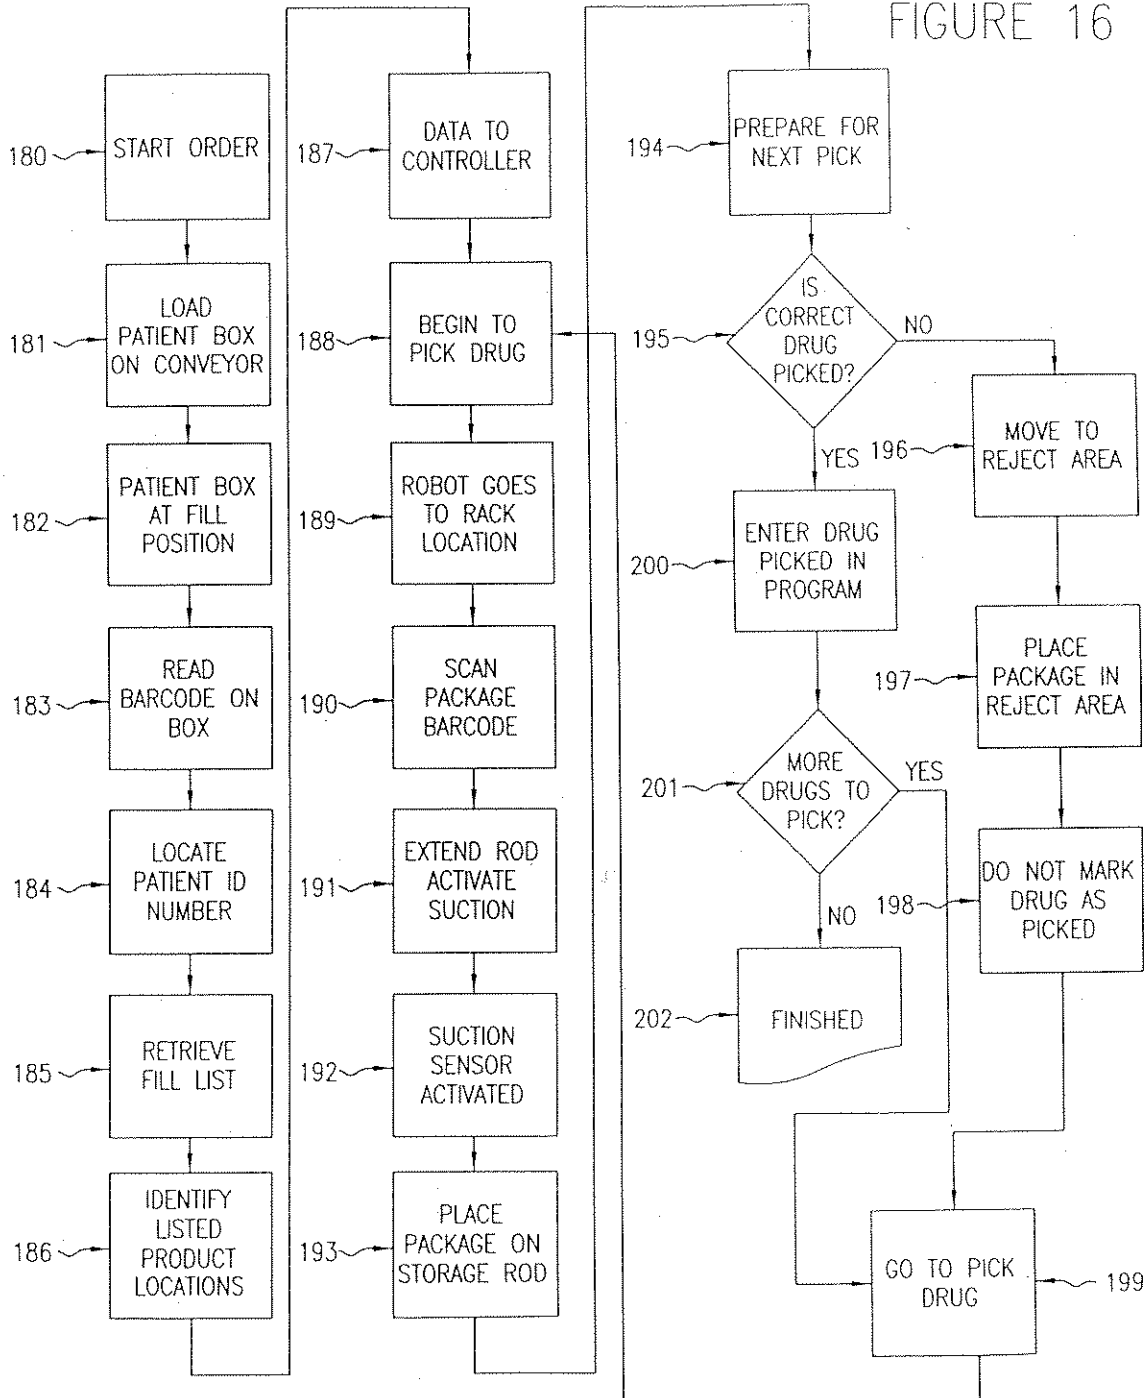 FIGURE 16
180
START ORDER
181
LOAD
PATIENT BOX
ON CONVEYOR
182
PATIENT BOX
AT FILL
POSITION
183
READ
BARCODE ON
BOX
184
LOCATE
PATIENT ID
NUMBER
185
RETRIEVE
FILL LIST
186
IDENTIFY
LISTED
PRODUCT
LOCATIONS
187
DATA TO
CONTROLLER
188
BEGIN TO
PICK DRUG
189
ROBOT GOES
TO RACK
LOCATION
190
SCAN
PACKAGE
BARCODE
191
EXTEND ROD
ACTIVATE
SUCTION
192
SUCTION
SENSOR
ACTIVATED
193
PLACE
PACKAGE ON
STORAGE ROD
194
PREPARE FOR
NEXT PICK
195
IS
CORRECT
DRUG
PICKED?
NO
YES
196
MOVE TO
REJECT AREA
197
PLACE
PACKAGE IN
REJECT AREA
198
DO NOT MARK
DRUG AS
PICKED
200
ENTER DRUG
PICKED IN
PROGRAM
201
MORE
DRUGS TO
PICK?
YES
NO
202
FINISHED
GO TO PICK
DRUG
199